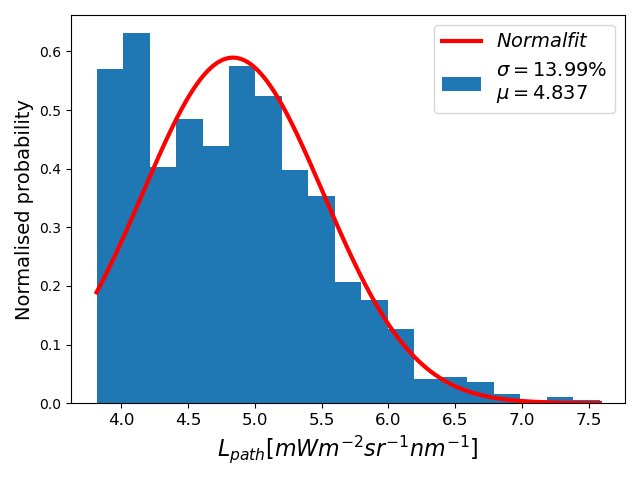 Normalfit
σ = 13.99%
μ = 4.837
Normalised probability
0.6
0.5
0.4
0.3
0.2
0.1
0.0
4.0 4.5 5.0 5.5 6.0 6.5 7.0 7.5
L_path[mWm⁻²sr⁻¹nm⁻¹]